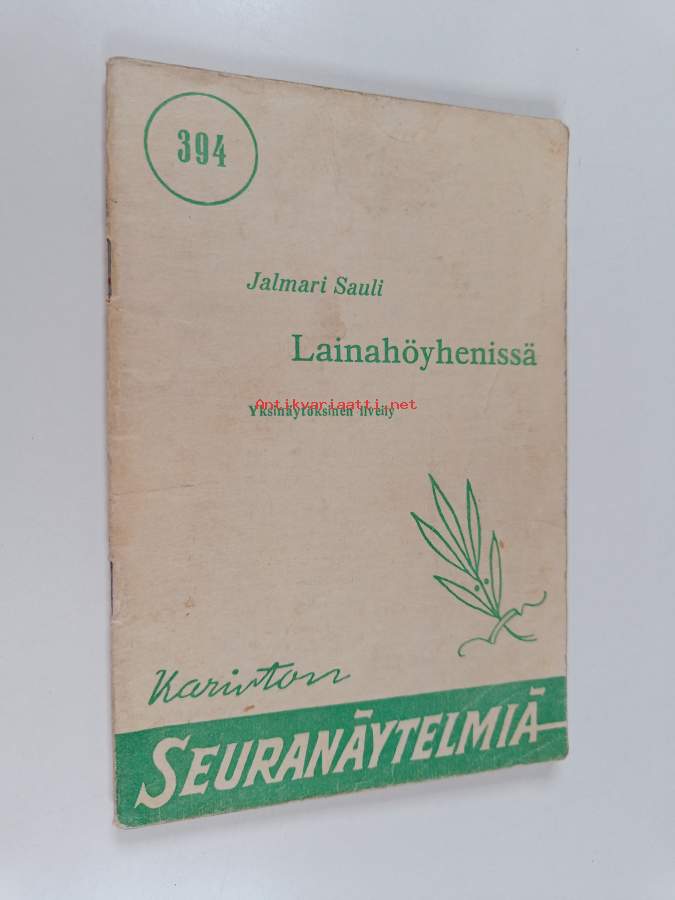 394
Jalmari Sauli
Lainahöyhenissä
Antikvariaatti.net
Yksinäytöksinen ilveily
Kariston
SEURANÄYTELMIÄ